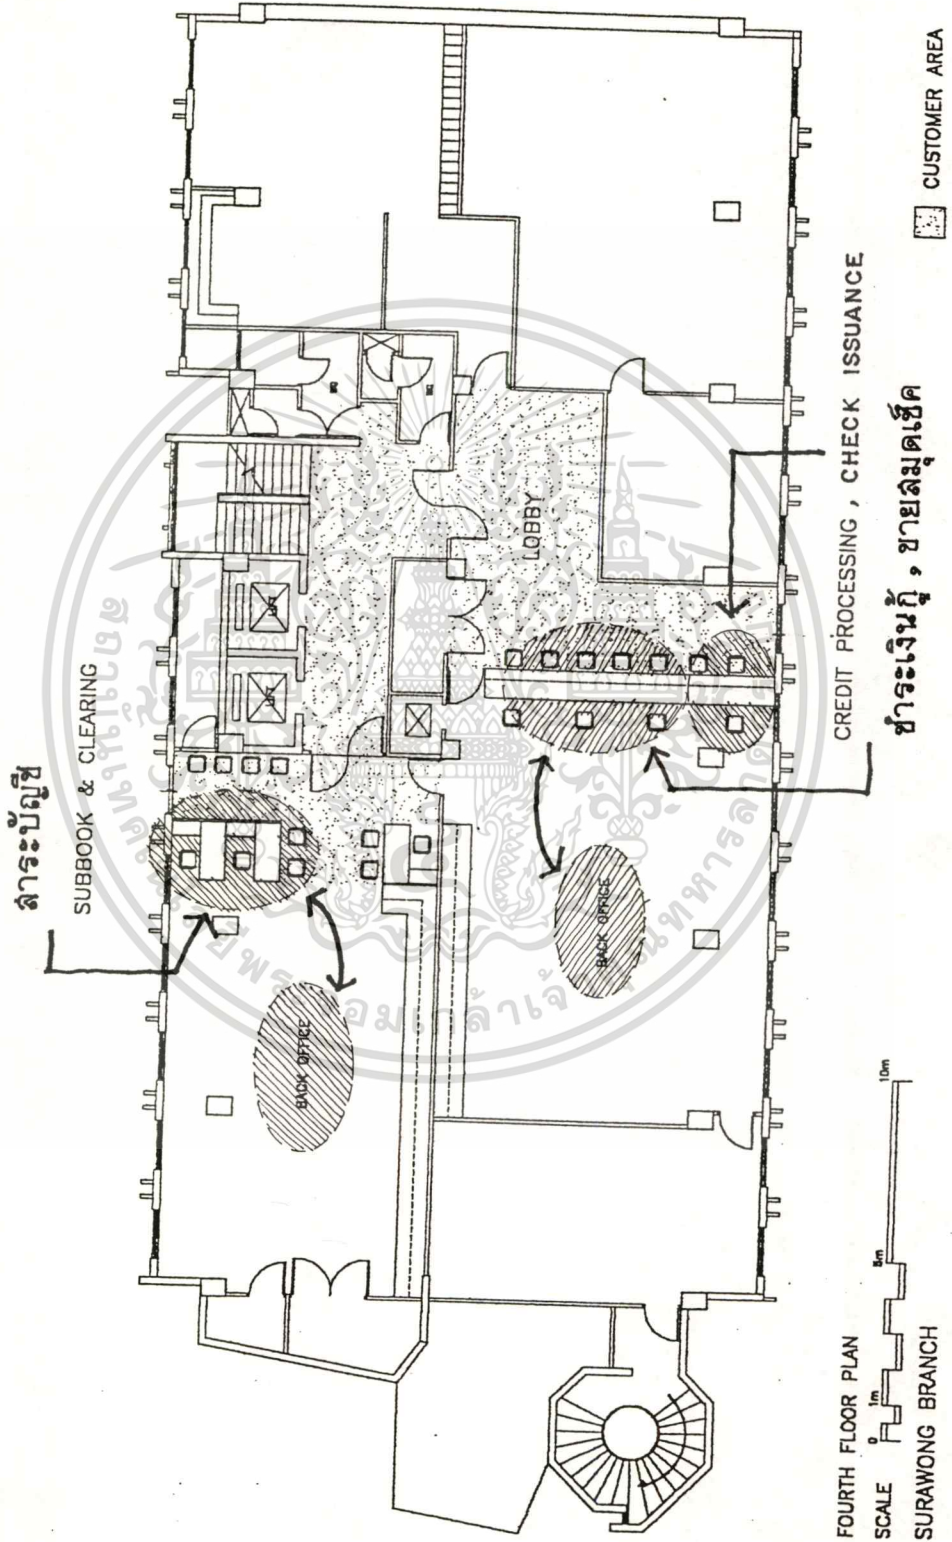 สาระบัญชี
SUBBOOK & CLEARING
LIFT
LIFT
BACK OFFICE
LOBBY
BACK OFFICE
CREDIT PROCESSING , CHECK ISSUANCE
ชำระเงินกู้ , ขายสมุดเช็ค
FOURTH FLOOR PLAN
SCALE 0 1m 5m 10m
SURAWONG BRANCH
CUSTOMER AREA